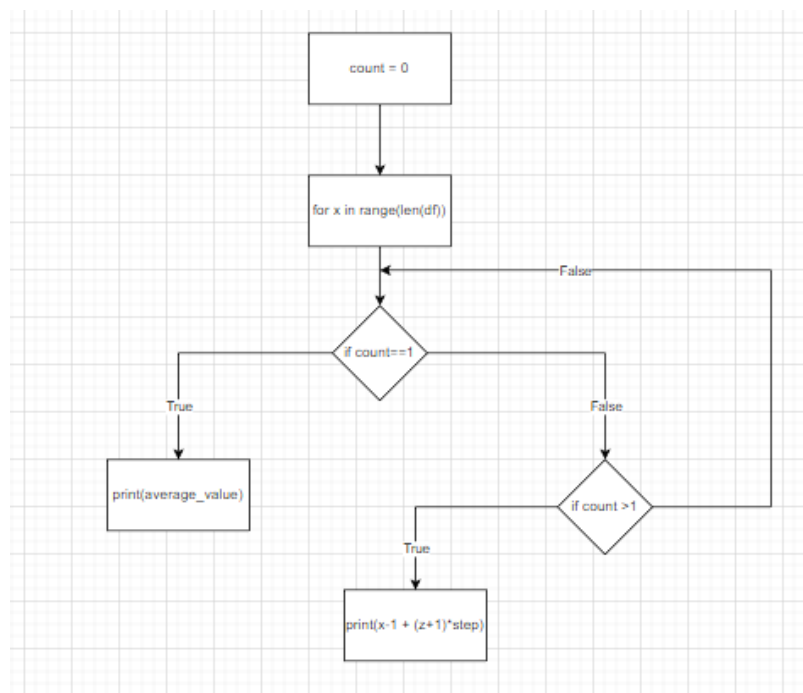 count = 0
for x in range(len(df))
False
if count==1
True
False
print(average_value)
if count >1
True
print(x-1 + (z+1)*step)